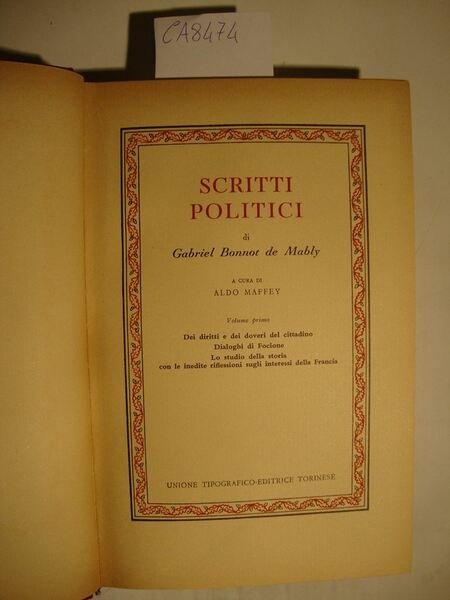 CA8474
SCRITTI
POLITICI
di
Gabriel Bonnot de Mably
A CURA DI
ALDO MAFFEY
Volume primo
Dei diritti e dei doveri del cittadino
Dialoghi di Focione
Lo studio della storia
con le inedite riflessioni sugli interessi della Francia
UNIONE TIPOGRAFICO-EDITRICE TORINESE